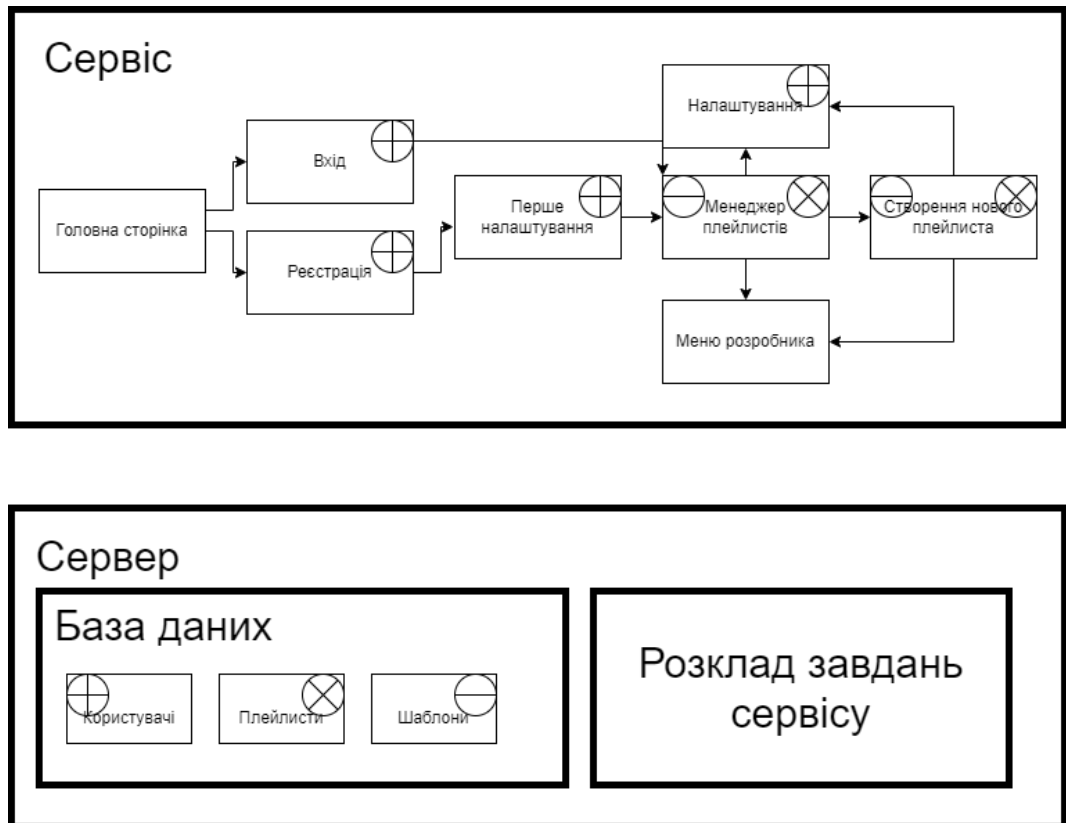 Сервіс
Налаштування
Вхід
Головна сторінка
Реєстрація
Перше
налаштування
Менеджер
плейлистів
Створення нового
плейлиста
Меню розробника
Сервер
База даних
Користувачі
Плейлисти
Шаблони
Розклад завдань
сервісу